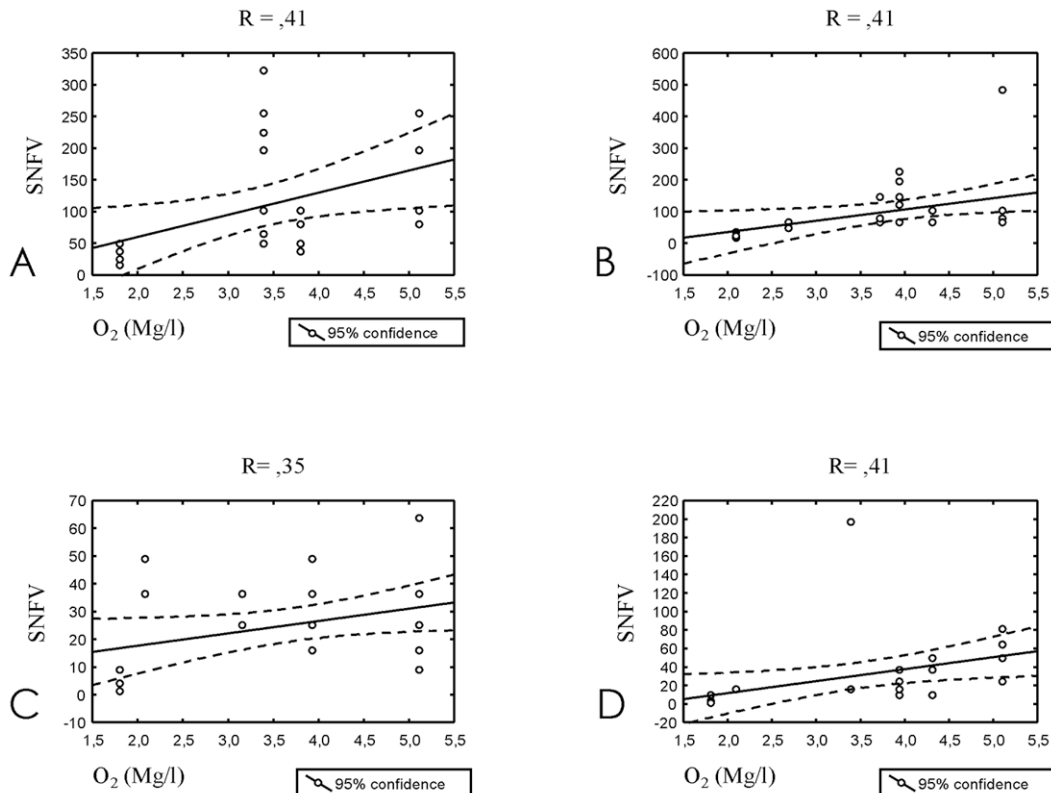 R = ,41
350
300
250
200
150
100
50
0
SNFV
A
1,5 2,0 2,5 3,0 3,5 4,0 4,5 5,0 5,5
O₂ (Mg/l)
95% confidence
R = ,41
600
500
400
300
200
100
0
-100
SNFV
B
1,5 2,0 2,5 3,0 3,5 4,0 4,5 5,0 5,5
O₂ (Mg/l)
95% confidence
R= ,35
70
60
50
40
30
20
10
0
-10
SNFV
C
1,5 2,0 2,5 3,0 3,5 4,0 4,5 5,0 5,5
O₂ (Mg/l)
95% confidence
R= ,41
220
200
180
160
140
120
100
80
60
40
20
0
-20
SNFV
D
1,5 2,0 2,5 3,0 3,5 4,0 4,5 5,0 5,5
O₂ (Mg/l)
95% confidence